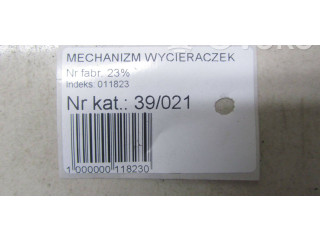 MECHANIZM WYCIERACZEK
Nr fabr. 23%
Indeks: 011823
Nr kat.: 39/021
1 000000 118230